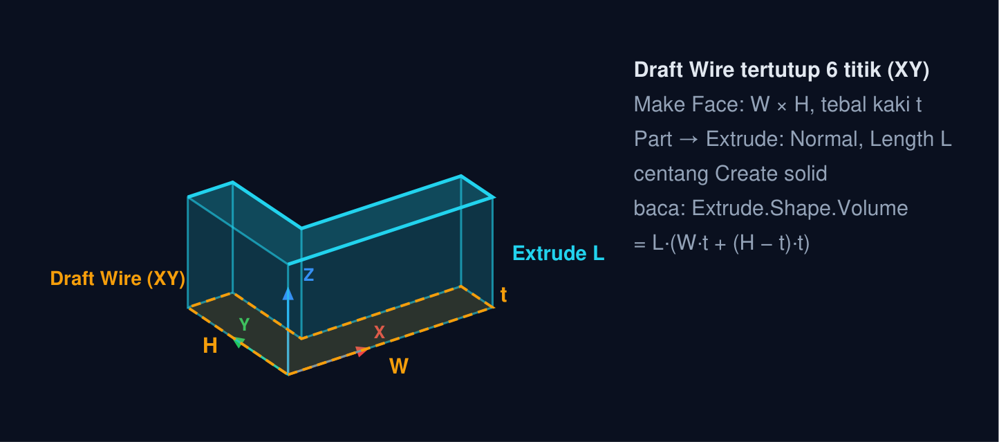 Draft Wire tertutup 6 titik (XY)
Make Face: W × H, tebal kaki t
Part → Extrude: Normal, Length L
centang Create solid
baca: Extrude.Shape.Volume
= L·(W·t + (H − t)·t)
Extrude L
Z
Draft Wire (XY)
t
Y
X
H
W